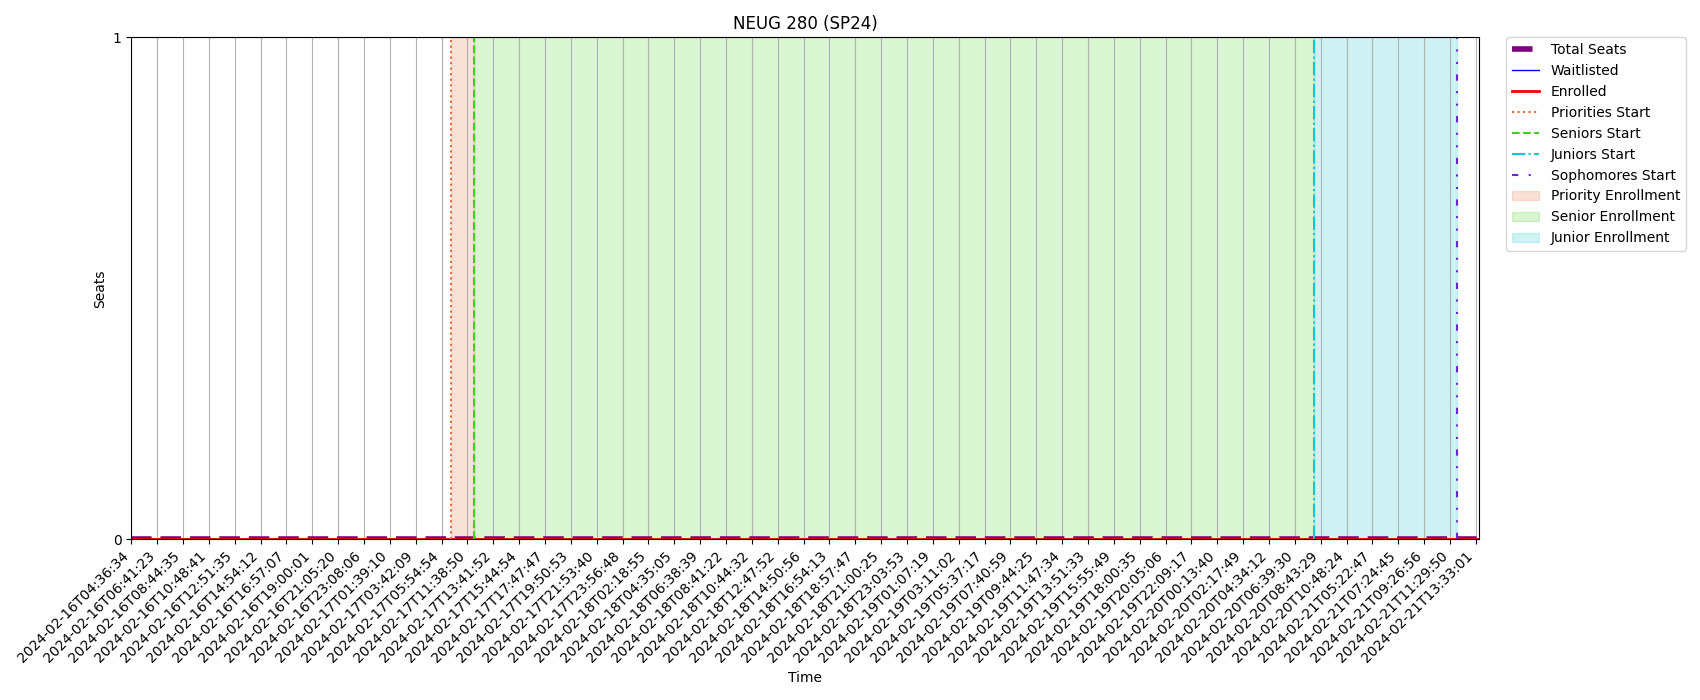 NEUG 280 (SP24)
1
0
Seats
Total Seats
Waitlisted
Enrolled
Priorities Start
Seniors Start
Juniors Start
Sophomores Start
Priority Enrollment
Senior Enrollment
Junior Enrollment
2024-02-16T04:36:34
2024-02-16T06:41:23
2024-02-16T08:44:35
2024-02-16T10:48:41
2024-02-16T12:51:35
2024-02-16T14:54:12
2024-02-16T16:57:07
2024-02-16T19:00:01
2024-02-16T21:05:20
2024-02-16T23:08:06
2024-02-17T01:39:10
2024-02-17T03:42:09
2024-02-17T05:54:54
2024-02-17T11:38:50
2024-02-17T13:41:52
2024-02-17T15:44:54
2024-02-17T17:47:47
2024-02-17T19:50:53
2024-02-17T21:53:40
2024-02-17T23:56:48
2024-02-18T02:18:55
2024-02-18T04:35:05
2024-02-18T06:38:39
2024-02-18T08:41:22
2024-02-18T10:44:32
2024-02-18T12:47:52
2024-02-18T14:50:56
2024-02-18T16:54:13
2024-02-18T18:57:47
2024-02-18T21:00:25
2024-02-18T23:03:53
2024-02-19T01:07:19
2024-02-19T03:11:02
2024-02-19T05:37:17
2024-02-19T07:40:59
2024-02-19T09:44:25
2024-02-19T11:47:34
2024-02-19T13:51:33
2024-02-19T15:55:49
2024-02-19T18:00:35
2024-02-19T20:05:06
2024-02-19T22:09:17
2024-02-20T00:13:40
2024-02-20T02:17:49
2024-02-20T04:34:12
2024-02-20T06:39:30
2024-02-20T08:43:29
2024-02-20T10:48:24
2024-02-21T05:22:47
2024-02-21T07:24:45
2024-02-21T09:26:56
2024-02-21T11:29:50
2024-02-21T13:33:01
Time